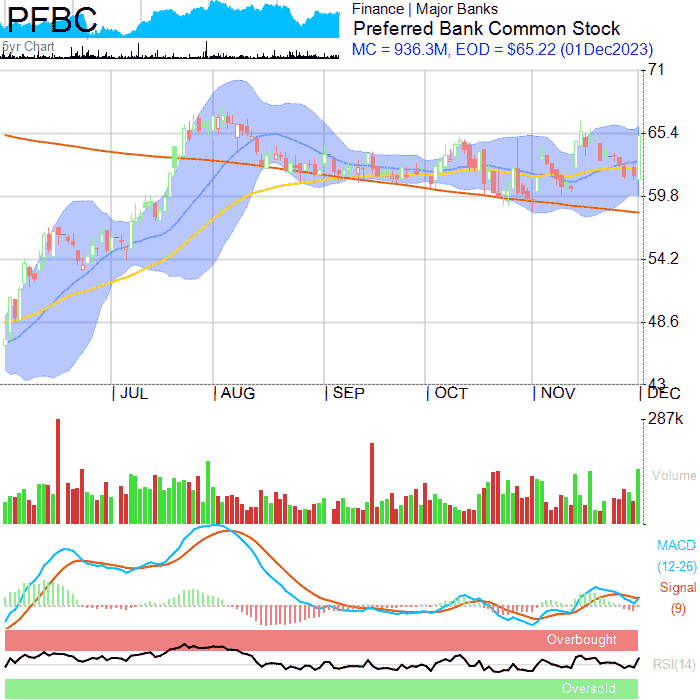 PFBC
5yr Chart
Finance | Major Banks
Preferred Bank Common Stock
MC = 936.3M, EOD = $65.22 (01Dec2023)
71
65.4
59.8
54.2
48.6
43
JUL AUG SEP OCT NOV DEC
287k
Volume
MACD
(12-26)
Signal
(9)
Overbought
RSI(14)
Oversold